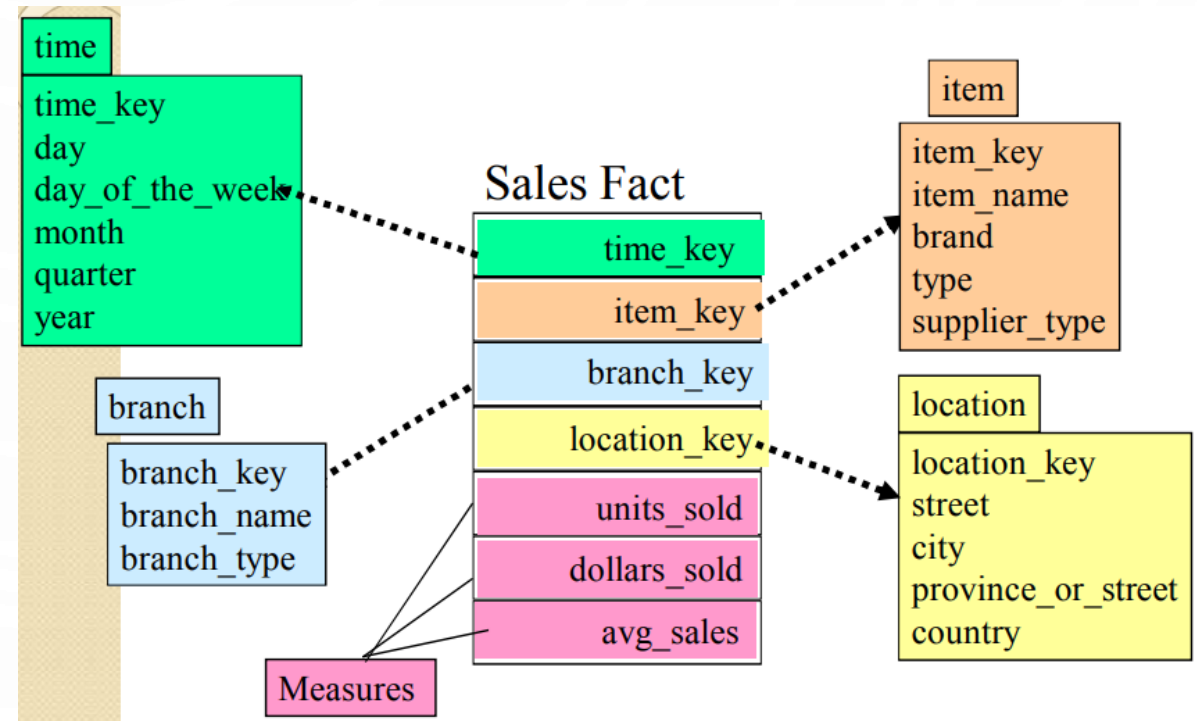 time
time_key
day
day_of_the_week
month
quarter
year
branch
branch_key
branch_name
branch_type
Sales Fact
time_key
item_key
branch_key
location_key
units_sold
dollars_sold
avg_sales
Measures
item
item_key
item_name
brand
type
supplier_type
location
location_key
street
city
province_or_street
country